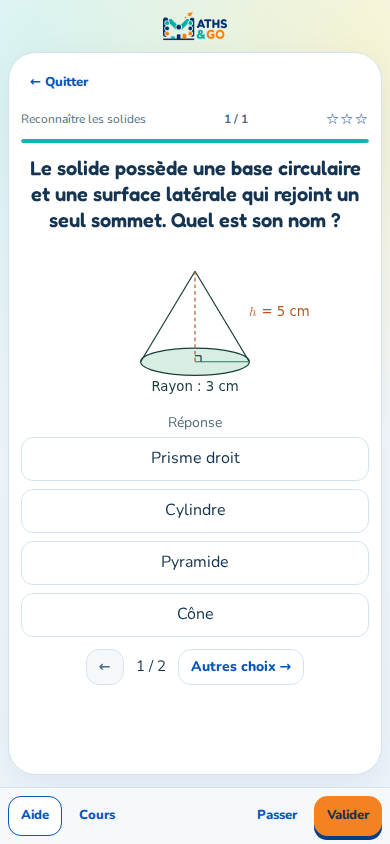 MATHS
&GO
← Quitter
Reconnaître les solides 1 / 1 ☆☆☆
Le solide possède une base circulaire
et une surface latérale qui rejoint un
seul sommet. Quel est son nom ?
h = 5 cm
Rayon : 3 cm
Réponse
Prisme droit
Cylindre
Pyramide
Cône
← 1 / 2 Autres choix →
Aide Cours Passer Valider